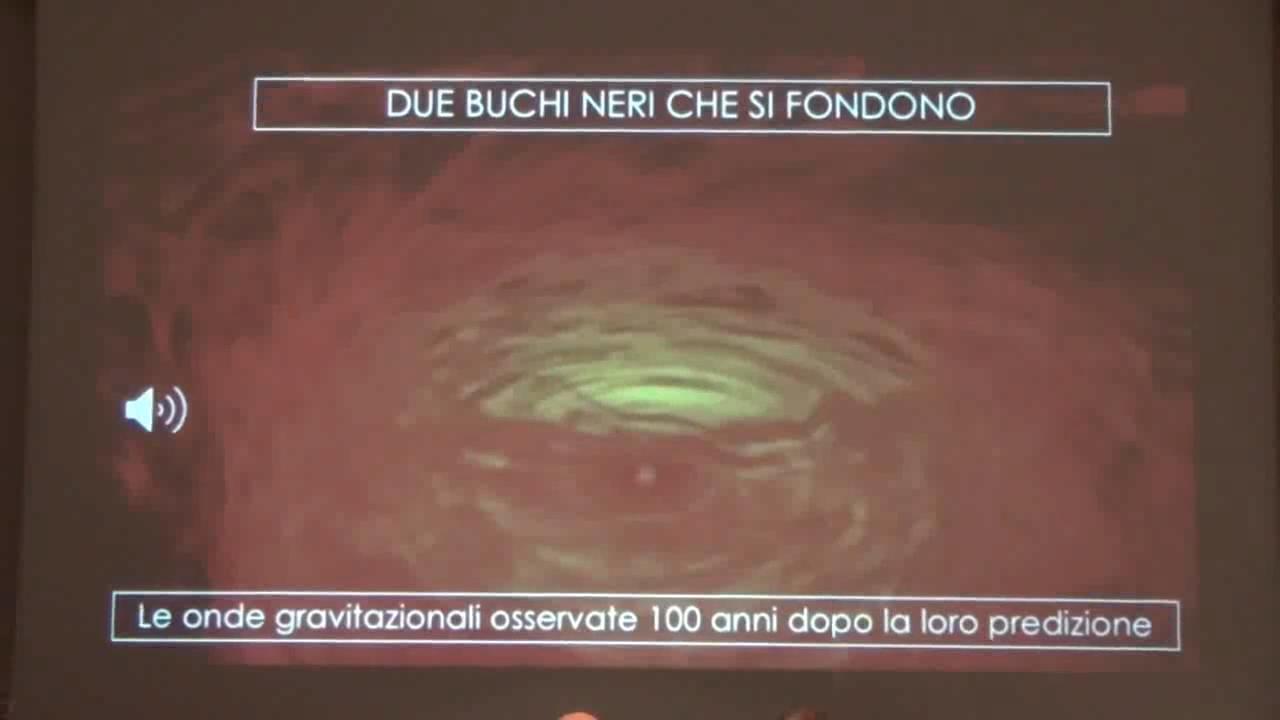 DUE BUCHI NERI CHE SI FONDONO
Le onde gravitazionali osservate 100 anni dopo la loro predizione